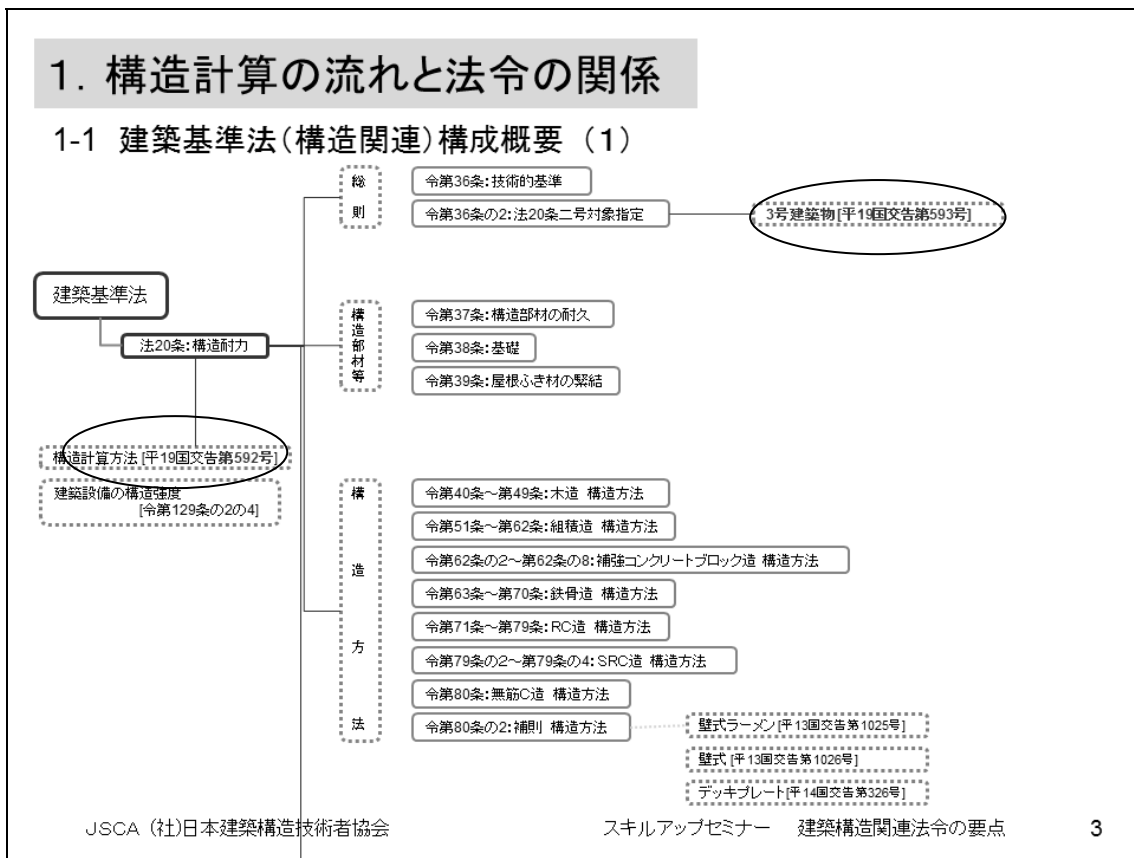 1. 構造計算の流れと法令の関係
1-1 建築基準法（構造関連）構成概要 （1）
総則
令第36条：技術的基準
令第36条の2：法20条二号対象指定
3号建築物[平19国交告第593号]
建築基準法
法20条：構造耐力
構造計算方法[平19国交告第592号]
建築設備の構造強度
[令第129条の2の4]
構造部材等
令第37条：構造部材の耐久
令第38条：基礎
令第39条：屋根ふき材の緊結
構造方法
令第40条～第49条：木造 構造方法
令第51条～第62条：組積造 構造方法
令第62条の2～第62条の8：補強コンクリートブロック造 構造方法
令第63条～第70条：鉄骨造 構造方法
令第71条～第79条：RC造 構造方法
令第79条の2～第79条の4：SRC造 構造方法
令第80条：無筋C造 構造方法
令第80条の2：補則 構造方法
壁式ラーメン[平13国交告第1025号]
壁式[平13国交告第1026号]
デッキプレート[平14国交告第326号]
JSCA (社)日本建築構造技術者協会
スキルアップセミナー 建築構造関連法令の要点
3